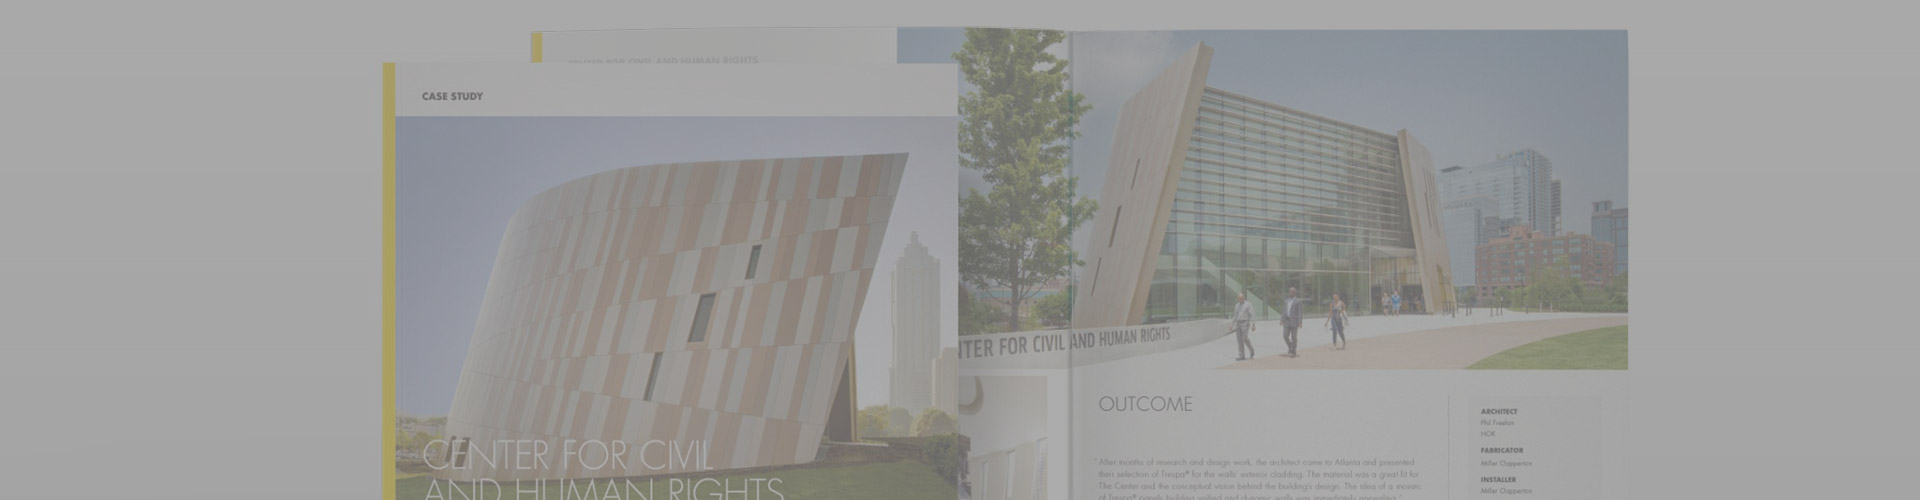 CENTER FOR CIVIL AND HUMAN RIGHTS
CASE STUDY
CENTER FOR CIVIL
AND HUMAN RIGHTS
NTER FOR CIVIL AND HUMAN RIGHTS
OUTCOME
"After months of research and design work, the architect came to Atlanta and presented
their selection of Trespa® for the walls' exterior cladding. The material was a great fit for
The Center and the conceptual vision behind the building's design. The idea of a mosaic
of Trespa® panels building veiled and dynamic walls was immediately appealing."
ARCHITECT
Phil Freelon
HOK
FABRICATOR
Miller Clapperton
INSTALLER
Miller Clapperton